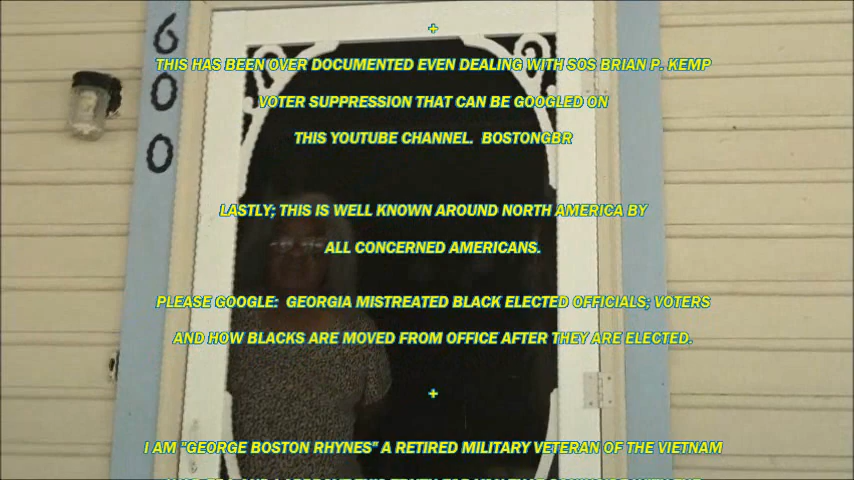 600
+
THIS HAS BEEN OVER DOCUMENTED EVEN DEALING WITH SOS BRIAN P. KEMP
VOTER SUPPRESSION THAT CAN BE GOOGLED ON
THIS YOUTUBE CHANNEL. BOSTONGBR
LASTLY; THIS IS WELL KNOWN AROUND NORTH AMERICA BY
ALL CONCERNED AMERICANS.
PLEASE GOOGLE: GEORGIA MISTREATED BLACK ELECTED OFFICIALS; VOTERS
AND HOW BLACKS ARE MOVED FROM OFFICE AFTER THEY ARE ELECTED.
+
I AM "GEORGE BOSTON RHYNES" A RETIRED MILITARY VETERAN OF THE VIETNAM